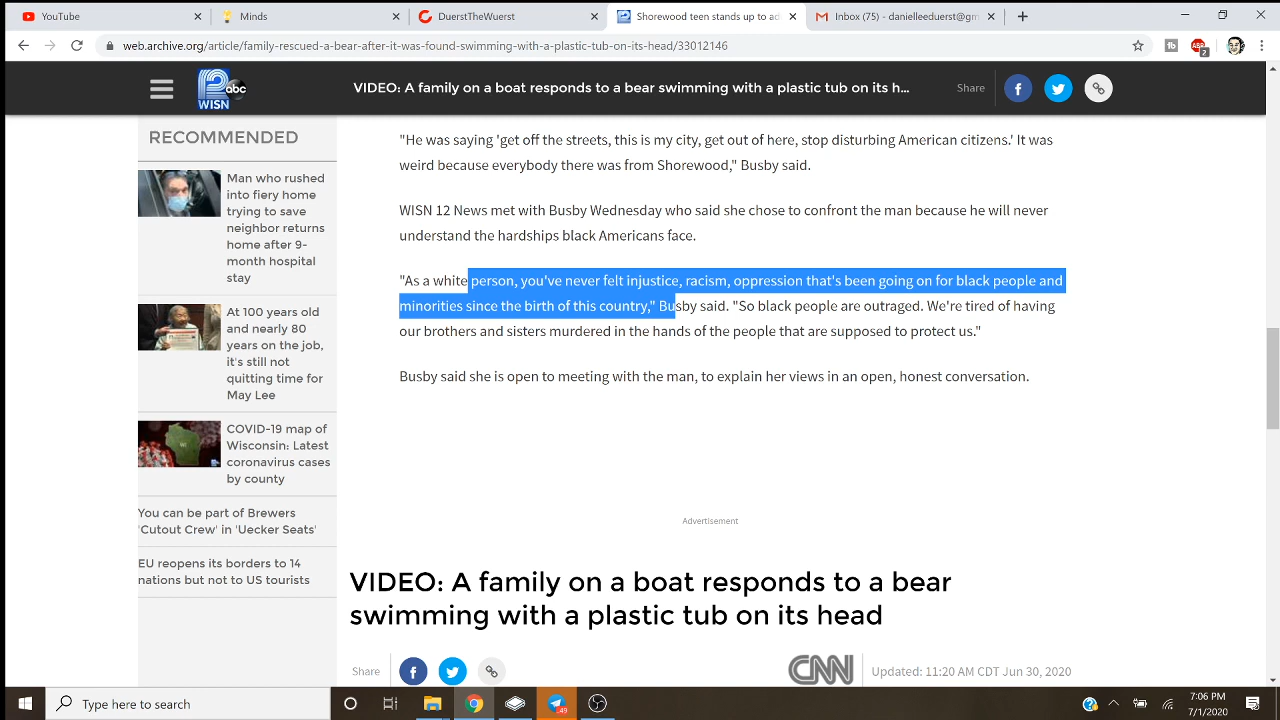 YouTube
Minds
DuerstTheWuerst
Shorewood teen stands up to ad
Inbox (75) - danielleeduerst@gm
web.archive.org/article/family-rescued-a-bear-after-it-was-found-swimming-with-a-plastic-tub-on-its-head/33012146
12
WISN
abc
VIDEO: A family on a boat responds to a bear swimming with a plastic tub on its h...
Share
RECOMMENDED
Man who rushed
into fiery home
trying to save
neighbor returns
home after 9-
month hospital
stay
At 100 years old
and nearly 80
years on the job,
it's still not
quitting time for
May Lee
COVID-19 map of
Wisconsin: Latest
coronavirus cases
by county
You can be part of Brewers
'Cutout Crew' in 'Uecker Seats'
EU reopens its borders to 14
nations but not to US tourists
"He was saying 'get off the streets, this is my city, get out of here, stop disturbing American citizens.' It was
weird because everybody there was from Shorewood," Busby said.
WISN 12 News met with Busby Wednesday who said she chose to confront the man because he will never
understand the hardships black Americans face.
"As a white person, you've never felt injustice, racism, oppression that's been going on for black people and
minorities since the birth of this country," Busby said. "So black people are outraged. We're tired of having
our brothers and sisters murdered in the hands of the people that are supposed to protect us."
Busby said she is open to meeting with the man, to explain her views in an open, honest conversation.
Advertisement
VIDEO: A family on a boat responds to a bear
swimming with a plastic tub on its head
Share
CNN
Updated: 11:20 AM CDT Jun 30, 2020
Type here to search
49
7:06 PM
7/1/2020